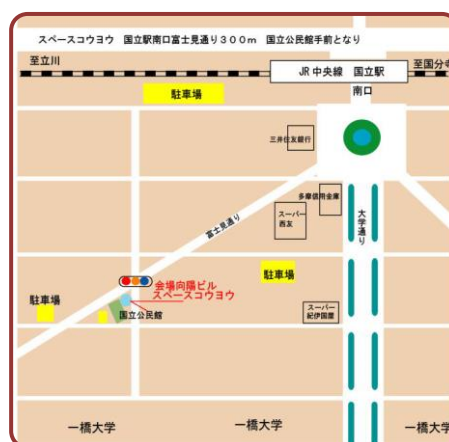 スペースコウヨウ 国立駅南口富士見通り300m 国立公民館手前となり
至立川
JR中央線 国立駅
至国分寺
南口
駐車場
三井住友銀行
多摩信用金庫
スーパー
西友
大学通り
富士見通り
駐車場
会場向陽ビル
スペースコウヨウ
駐車場
国立公民館
スーパー
紀伊国屋
一橋大学
一橋大学
一橋大学